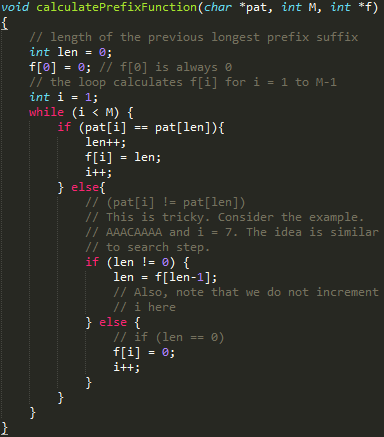 void calculatePrefixFunction(char *pat, int M, int *f)
{
    // length of the previous longest prefix suffix
    int len = 0;
    f[0] = 0; // f[0] is always 0
    // the loop calculates f[i] for i = 1 to M-1
    int i = 1;
    while (i < M) {
        if (pat[i] == pat[len]){
            len++;
            f[i] = len;
            i++;
        } else{
            // (pat[i] != pat[len])
            // This is tricky. Consider the example.
            // AAACAAAA and i = 7. The idea is similar
            // to search step.
            if (len != 0) {
                len = f[len-1];
                // Also, note that we do not increment
                // i here
            } else {
                // if (len == 0)
                f[i] = 0;
                i++;
            }
        }
    }
}